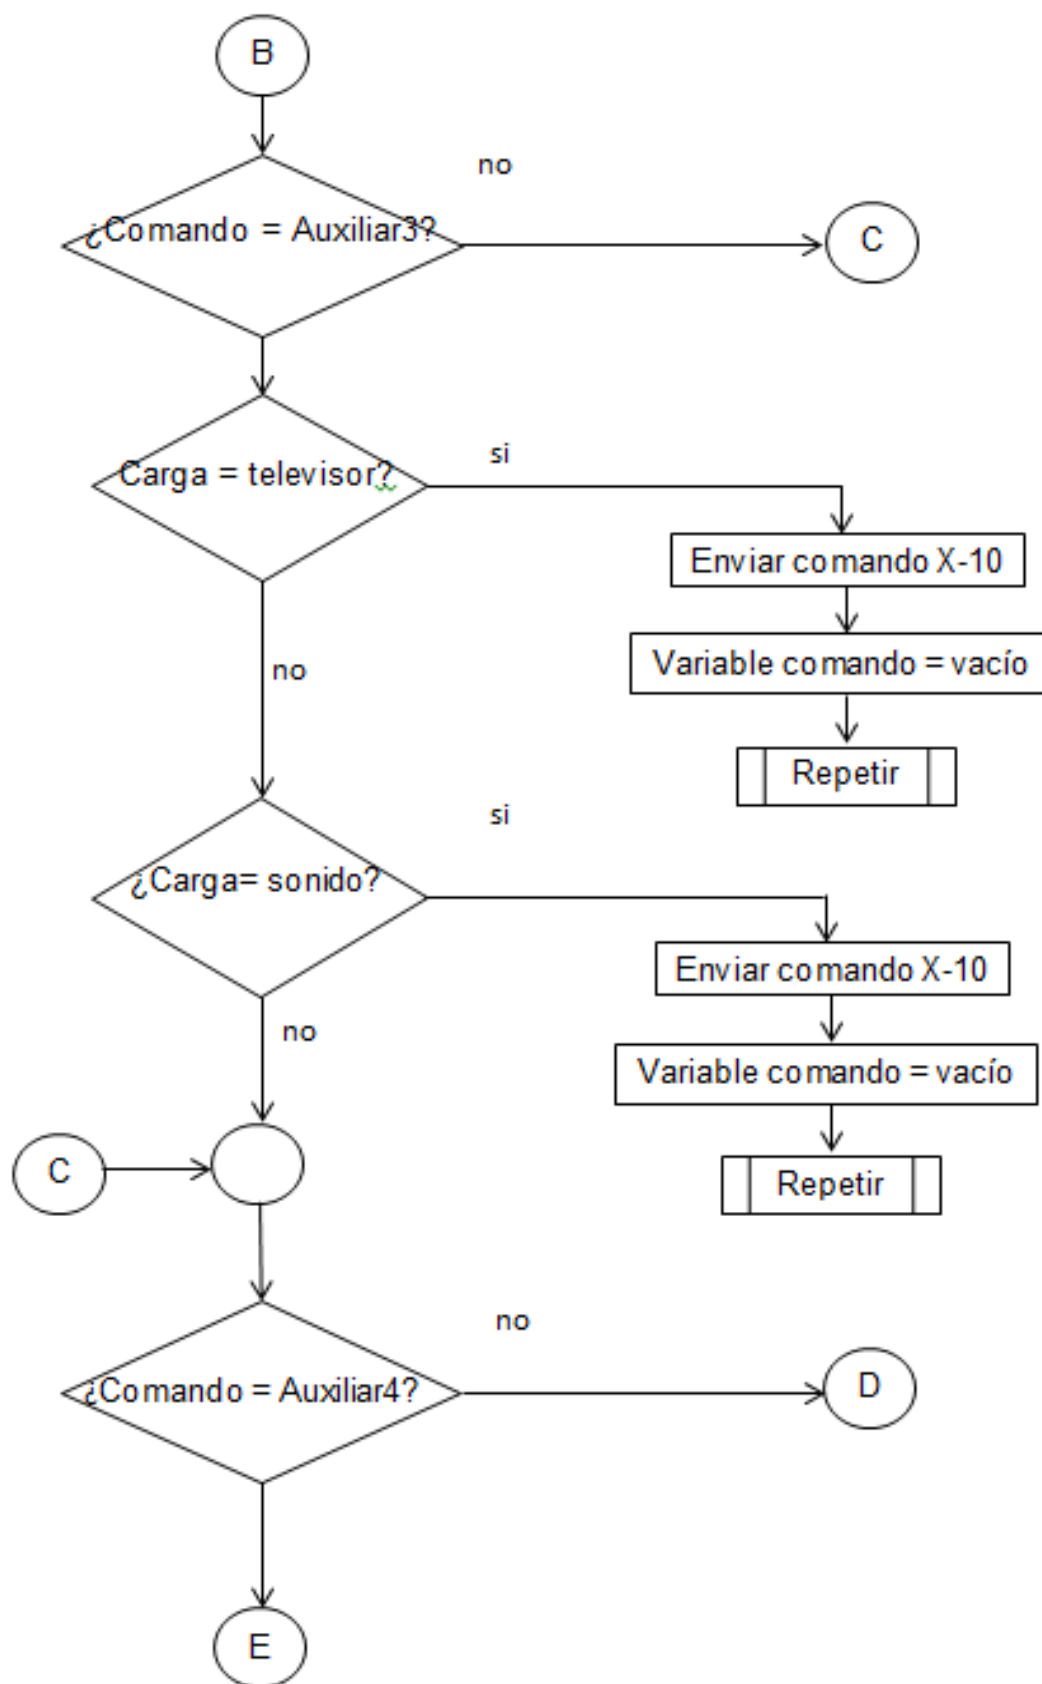 B
no
¿Comando = Auxiliar3?
C
si
Carga = televisor?
Enviar comando X-10
no
Variable comando = vacío
Repetir
si
¿Carga= sonido?
Enviar comando X-10
no
Variable comando = vacío
C
Repetir
no
¿Comando = Auxiliar4?
D
E